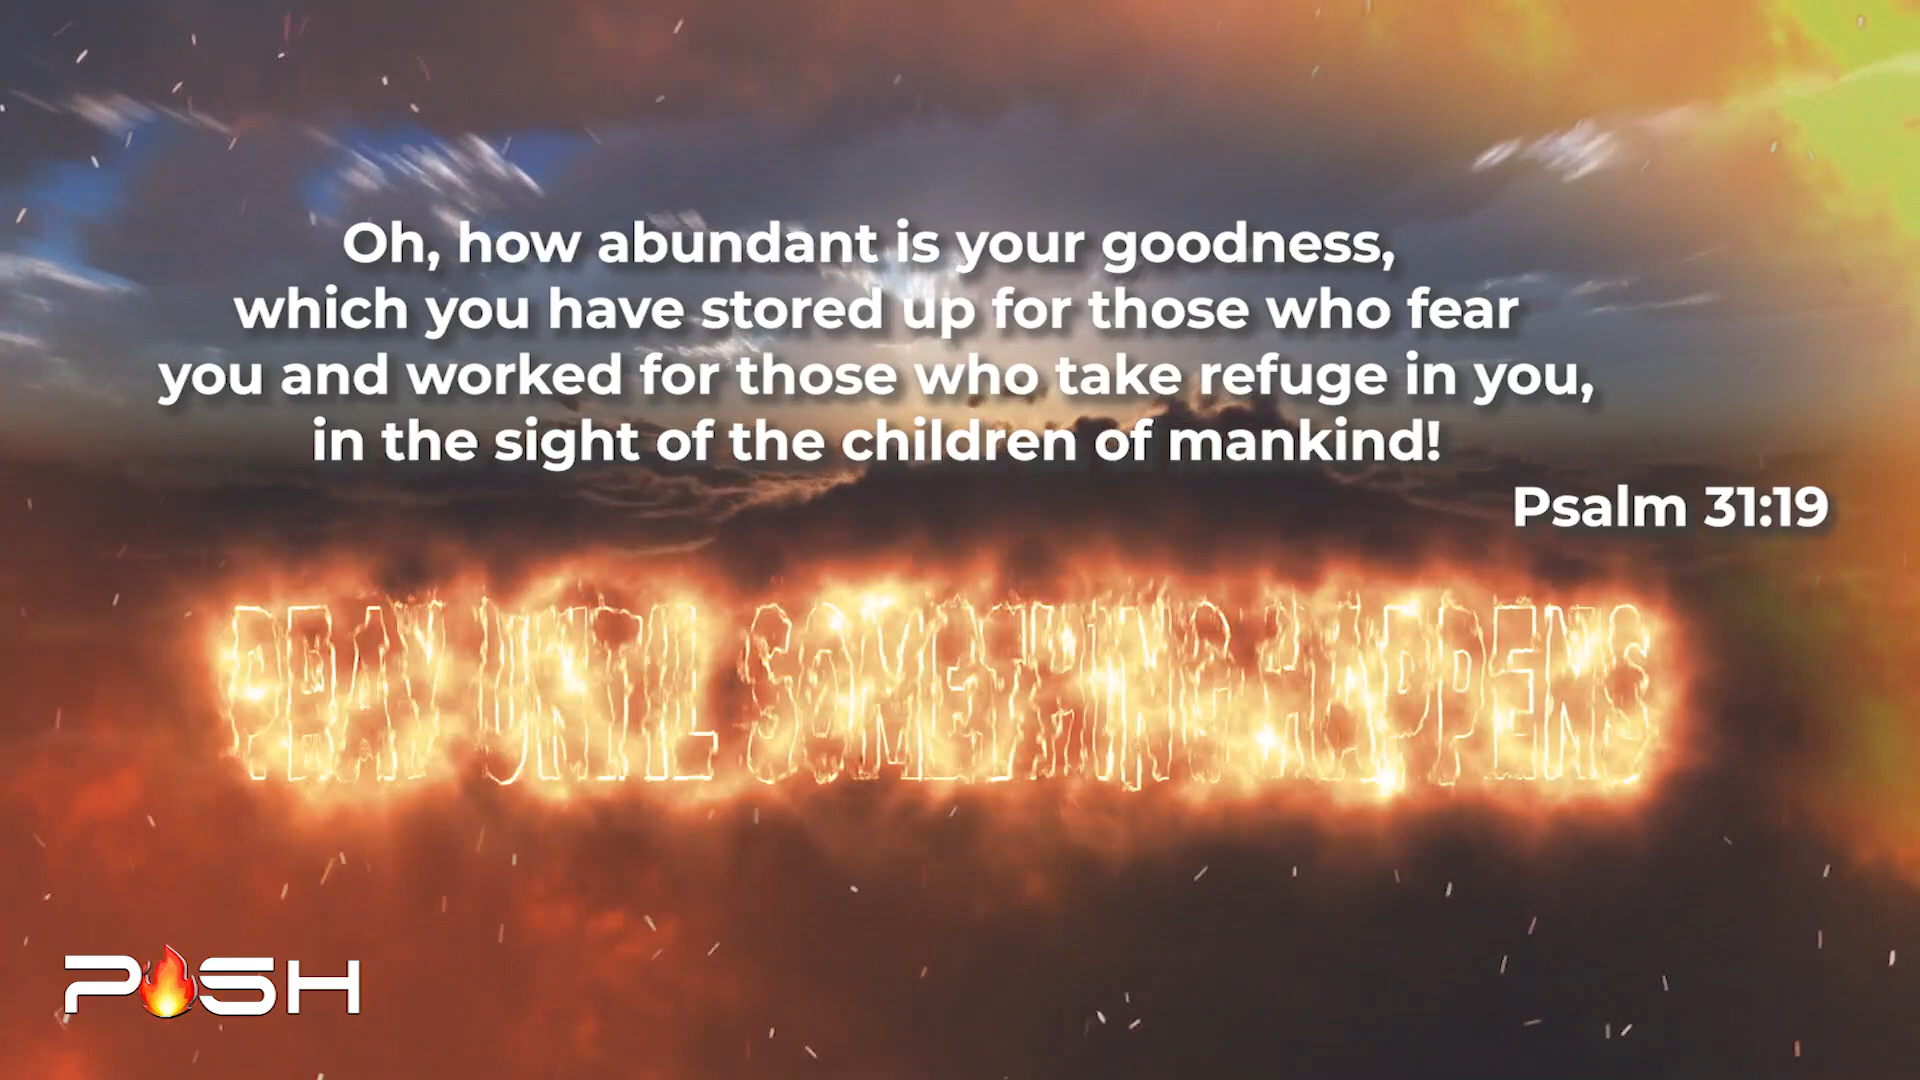 Oh, how abundant is your goodness,
which you have stored up for those who fear
you and worked for those who take refuge in you,
in the sight of the children of mankind!
Psalm 31:19
PRAY UNTIL SOMETHING HAPPENS
PUSH